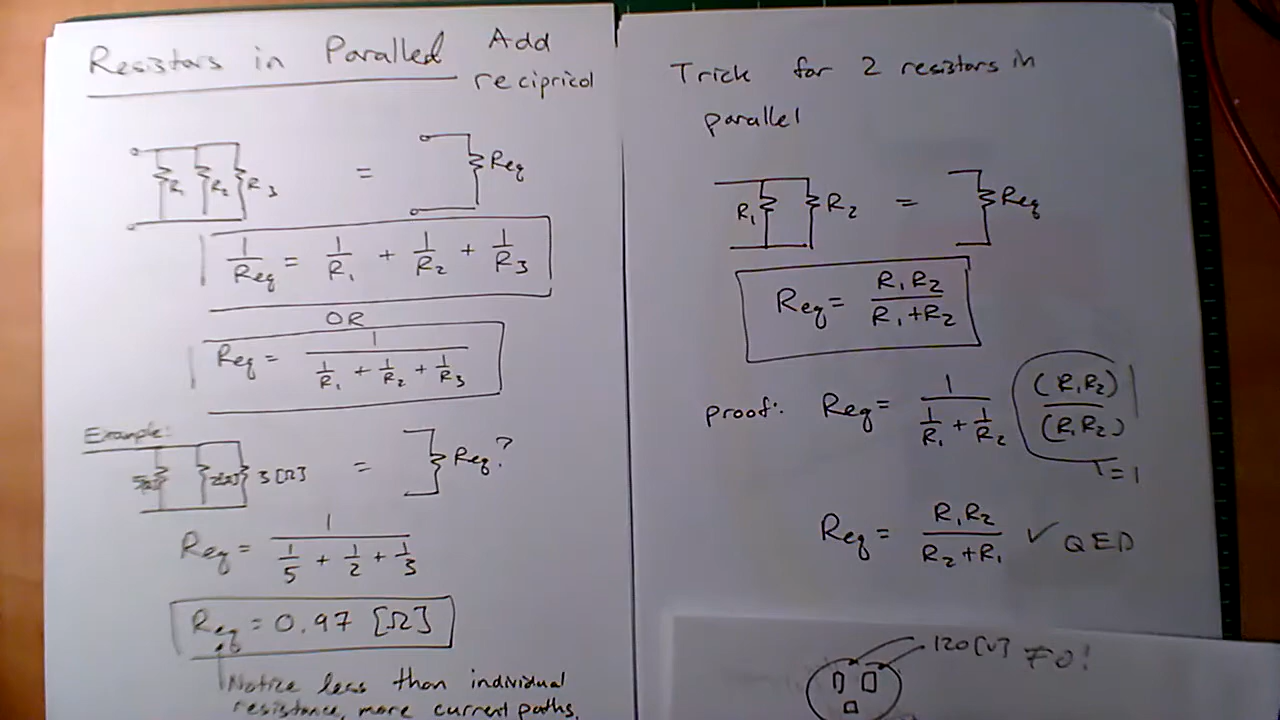 Resistors in Paralled Add
recipricol
R1 R2 R3 = Req
1/Req = 1/R1 + 1/R2 + 1/R3
OR
Req = 1/(1/R1 + 1/R2 + 1/R3)
Example:
3 [Ω] = Req?
Req = 1/(1/5 + 1/2 + 1/3)
Req = 0.97 [Ω]
Notice less than individual
resistance, more current paths.
Trick for 2 resistors in
parallel
R1 R2 = Req
Req = R1R2/(R1+R2)
proof: Req = 1/(1/R1 + 1/R2) (R1R2)/(R1R2)
=1
Req = R1R2/(R2+R1) ✓ QED
120[V] ≠0!